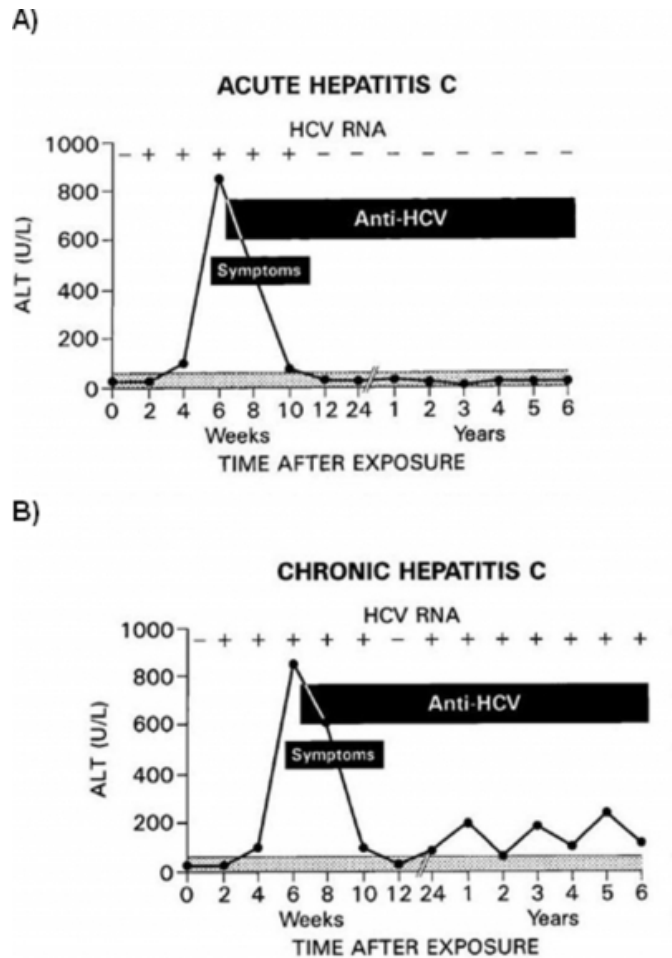 A)
ACUTE HEPATITIS C
HCV RNA
1000 − + + + + + − − − − − − − −
800
Anti-HCV
600
Symptoms
400
200
0
ALT (U/L)
0 2 4 6 8 10 12 24 1 2 3 4 5 6
Weeks Years
TIME AFTER EXPOSURE
B)
CHRONIC HEPATITIS C
HCV RNA
1000 − + + + + + − + + + + + + +
800
Anti-HCV
600
Symptoms
400
200
0
ALT (U/L)
0 2 4 6 8 10 12 24 1 2 3 4 5 6
Weeks Years
TIME AFTER EXPOSURE